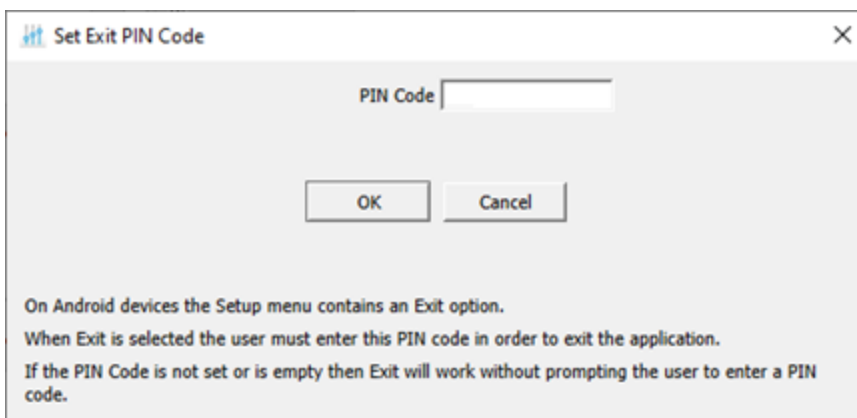 Set Exit PIN Code
PIN Code
OK Cancel
On Android devices the Setup menu contains an Exit option.
When Exit is selected the user must enter this PIN code in order to exit the application.
If the PIN Code is not set or is empty then Exit will work without prompting the user to enter a PIN
code.